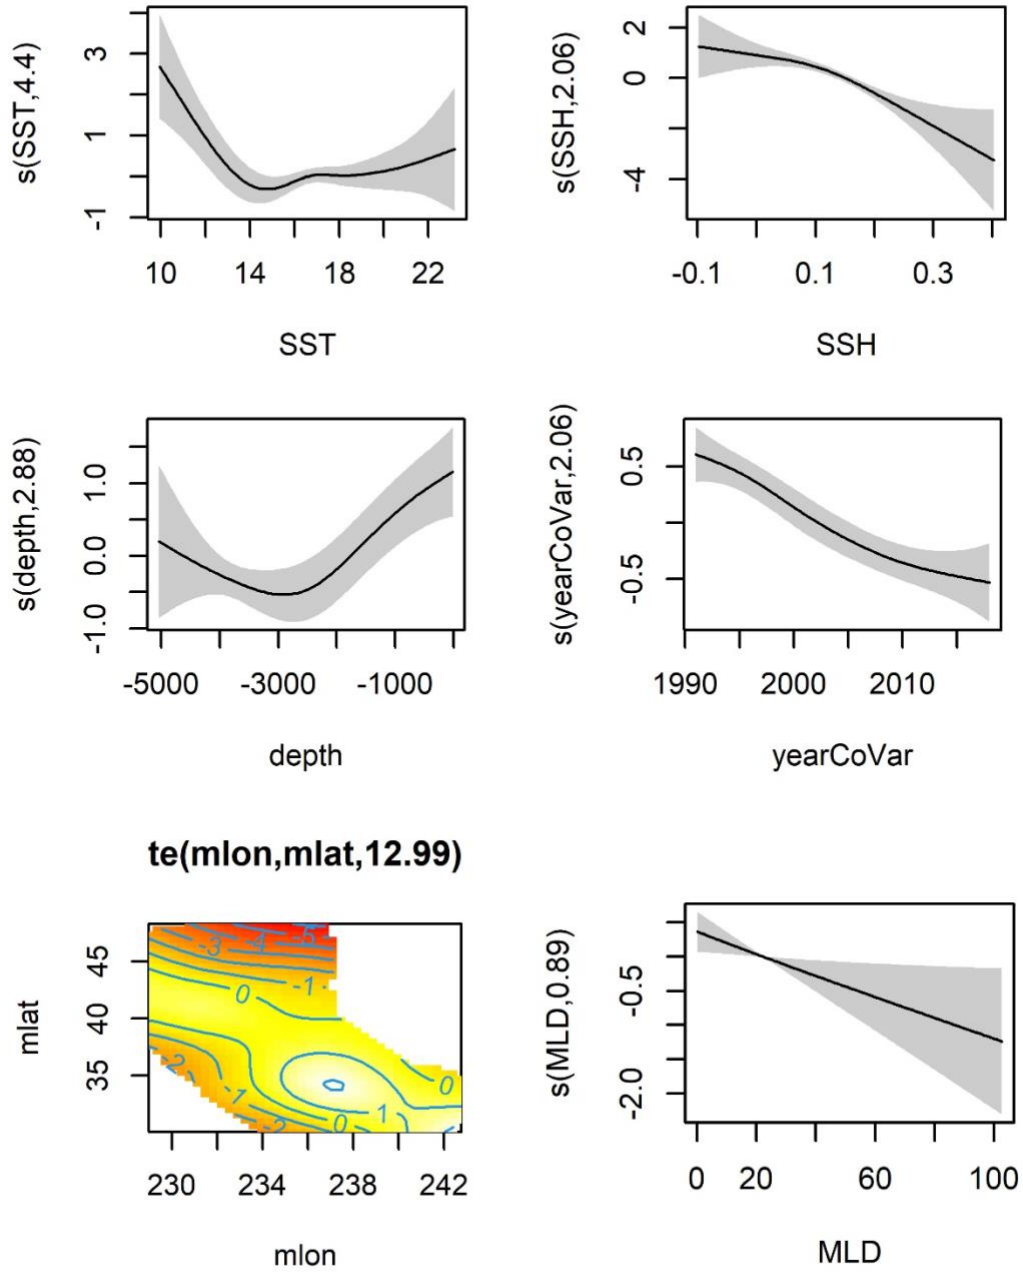 s(SST,4.4)
3
1
-1
10 14 18 22
SST
s(SSH,2.06)
2
0
-4
-0.1 0.1 0.3
SSH
s(depth,2.88)
1.0
0.0
-1.0
-5000 -3000 -1000
depth
s(yearCoVar,2.06)
0.5
-0.5
1990 2000 2010
yearCoVar
te(mlon,mlat,12.99)
mlat
45
40
35
-3 -4 -5
-1
0
-2
-1
-2
0
1
0
230 234 238 242
mlon
s(MLD,0.89)
-0.5
-2.0
0 20 60 100
MLD